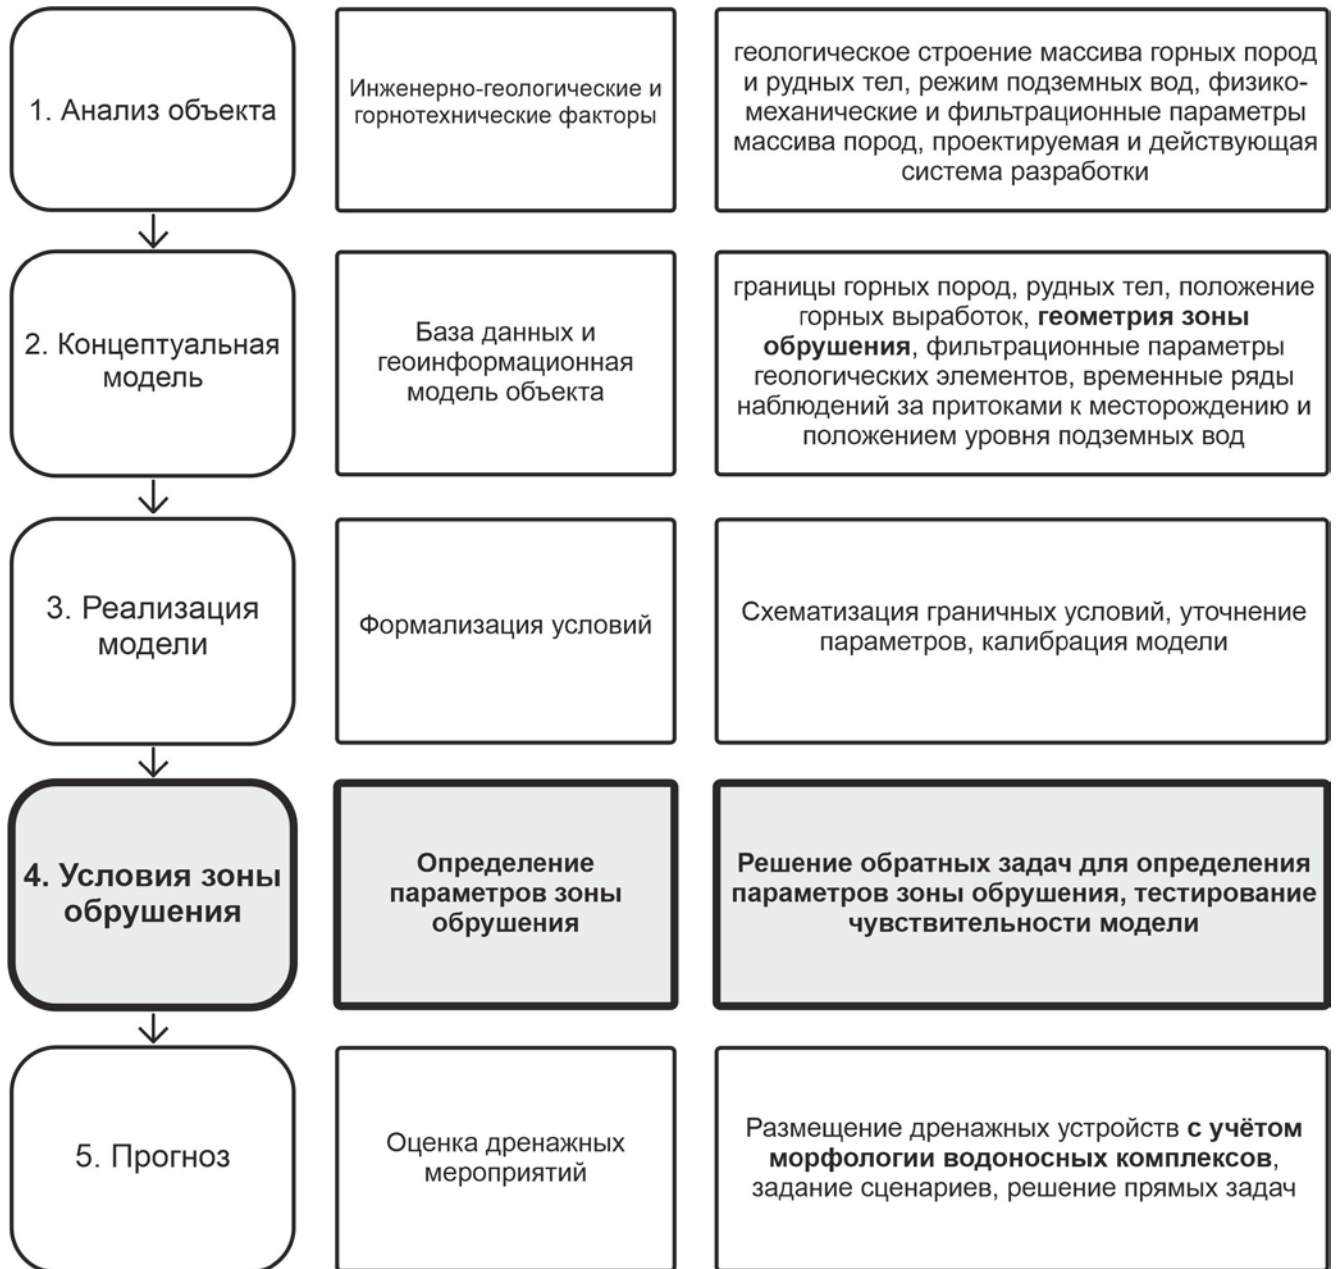 1. Анализ объекта
Инженерно-геологические и
горнотехнические факторы
геологическое строение массива горных пород
и рудных тел, режим подземных вод, физико-
механические и фильтрационные параметры
массива пород, проектируемая и действующая
система разработки
2. Концептуальная
модель
База данных и
геоинформационная
модель объекта
границы горных пород, рудных тел, положение
горных выработок, геометрия зоны
обрушения, фильтрационные параметры
геологических элементов, временные ряды
наблюдений за притоками к месторождению и
положением уровня подземных вод
3. Реализация
модели
Формализация условий
Схематизация граничных условий, уточнение
параметров, калибрация модели
4. Условия зоны
обрушения
Определение
параметров зоны
обрушения
Решение обратных задач для определения
параметров зоны обрушения, тестирование
чувствительности модели
5. Прогноз
Оценка дренажных
мероприятий
Размещение дренажных устройств с учётом
морфологии водоносных комплексов,
задание сценариев, решение прямых задач